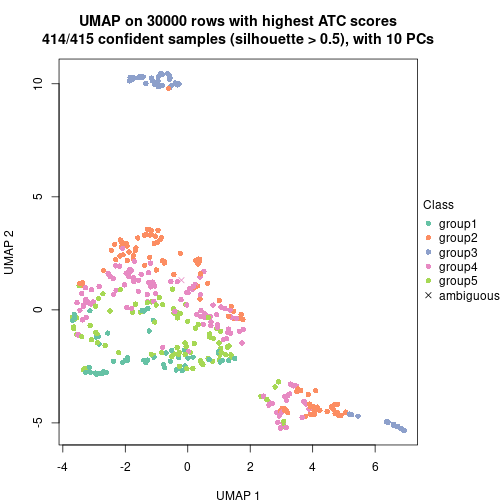 UMAP on 30000 rows with highest ATC scores
414/415 confident samples (silhouette > 0.5), with 10 PCs
10
5
0
-5
UMAP 2
-4
-2
0
2
4
6
UMAP 1
Class
group1
group2
group3
group4
group5
ambiguous